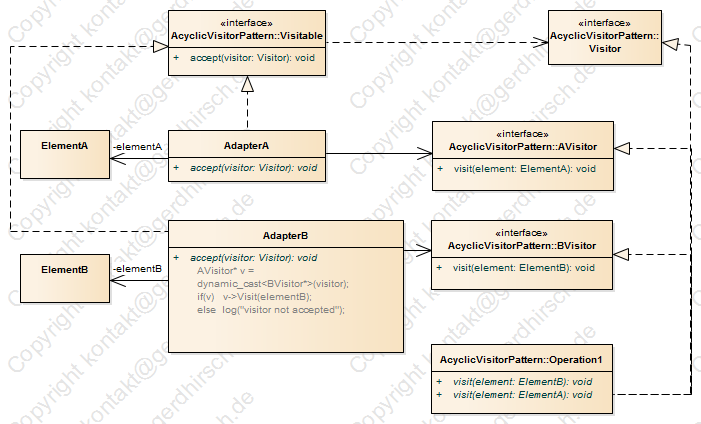 «interface»
AcyclicVisitorPattern::Visitable
+ accept(visitor: Visitor): void
«interface»
AcyclicVisitorPattern::
Visitor
ElementA
-elementA
AdapterA
+ accept(visitor: Visitor): void
«interface»
AcyclicVisitorPattern::AVisitor
+ visit(element: ElementA): void
AdapterB
+ accept(visitor: Visitor): void
AVisitor* v =
dynamic_cast<BVisitor*>(visitor);
if(v) v->Visit(elementB);
else log("visitor not accepted");
ElementB
-elementB
«interface»
AcyclicVisitorPattern::BVisitor
+ visit(element: ElementB): void
AcyclicVisitorPattern::Operation1
+ visit(element: ElementB): void
+ visit(element: ElementA): void
Copyright kontakt@gerdhirsch.de